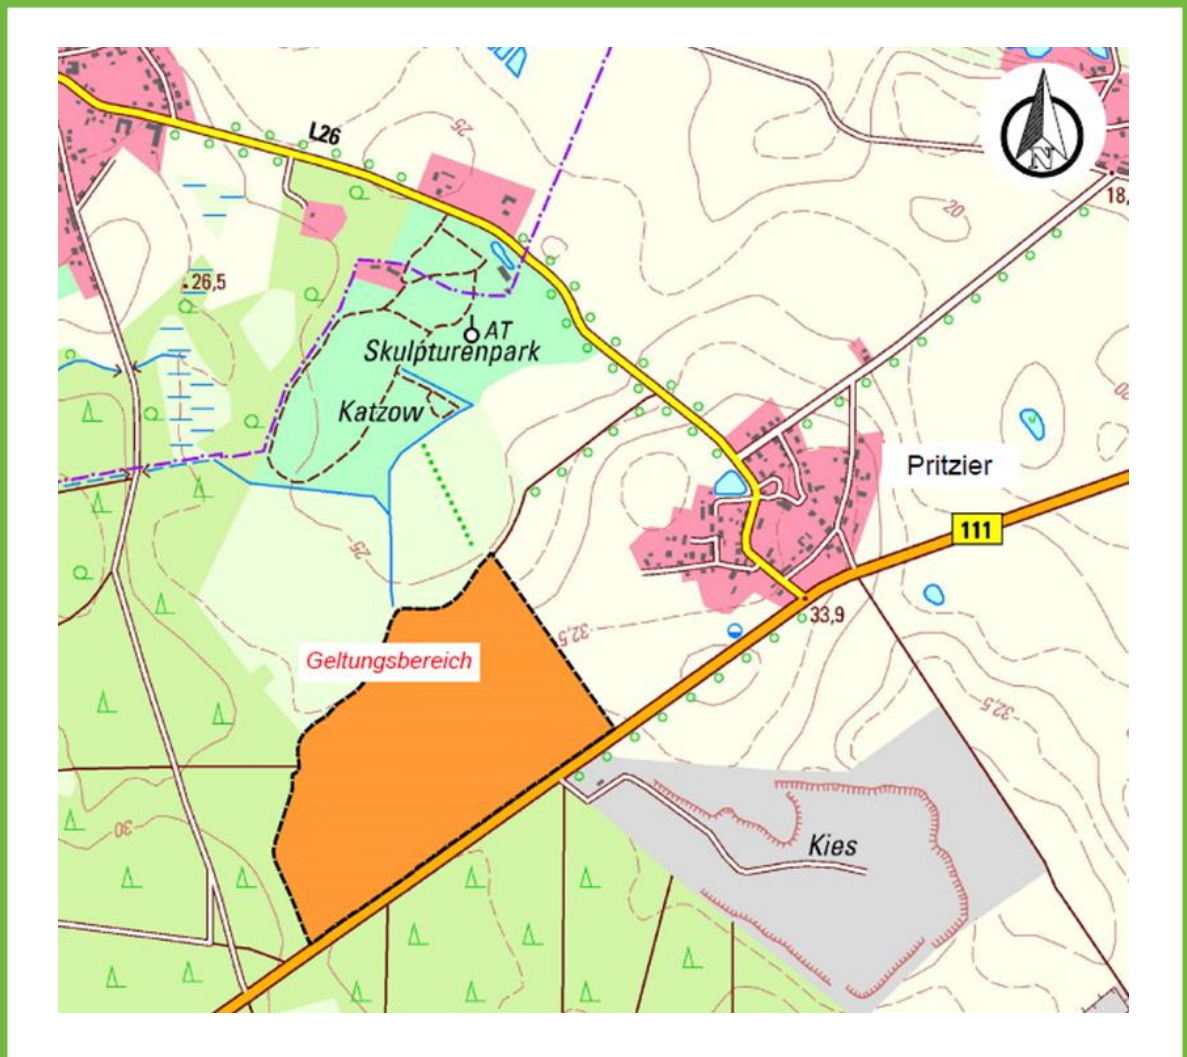 L26
25
N
18,
20
26,5
AT
Skulpturenpark
Katzow
Pritzier
20
111
25
33,9
32,5
Geltungsbereich
32,5
30
Kies